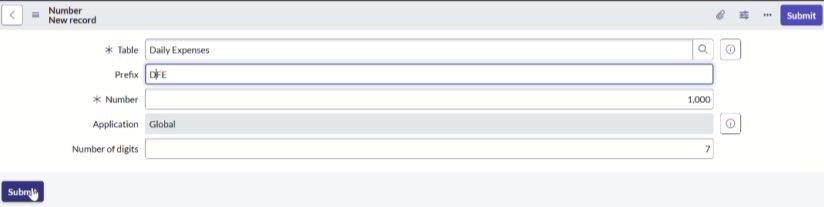 Number
New record
Submit
* Table Daily Expenses
Prefix DFE
* Number 1,000
Application Global
Number of digits 7
Submit